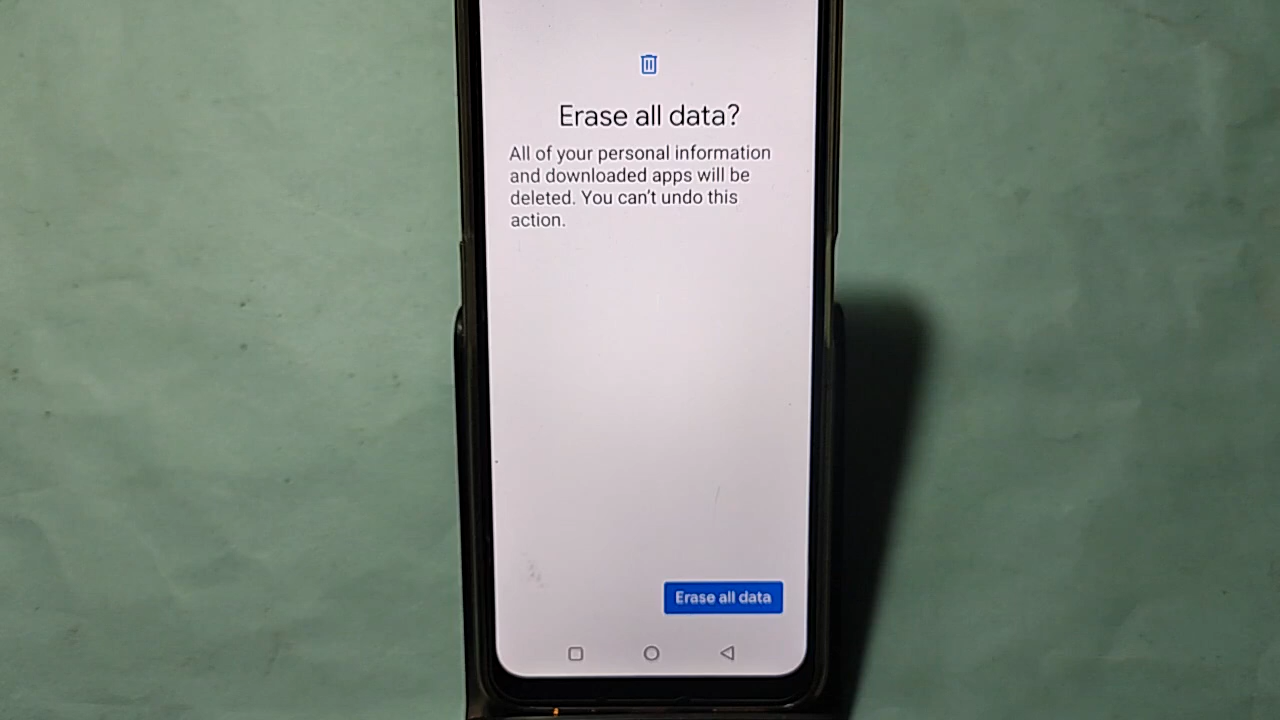 Erase all data?
All of your personal information
and downloaded apps will be
deleted. You can't undo this
action.
Erase all data